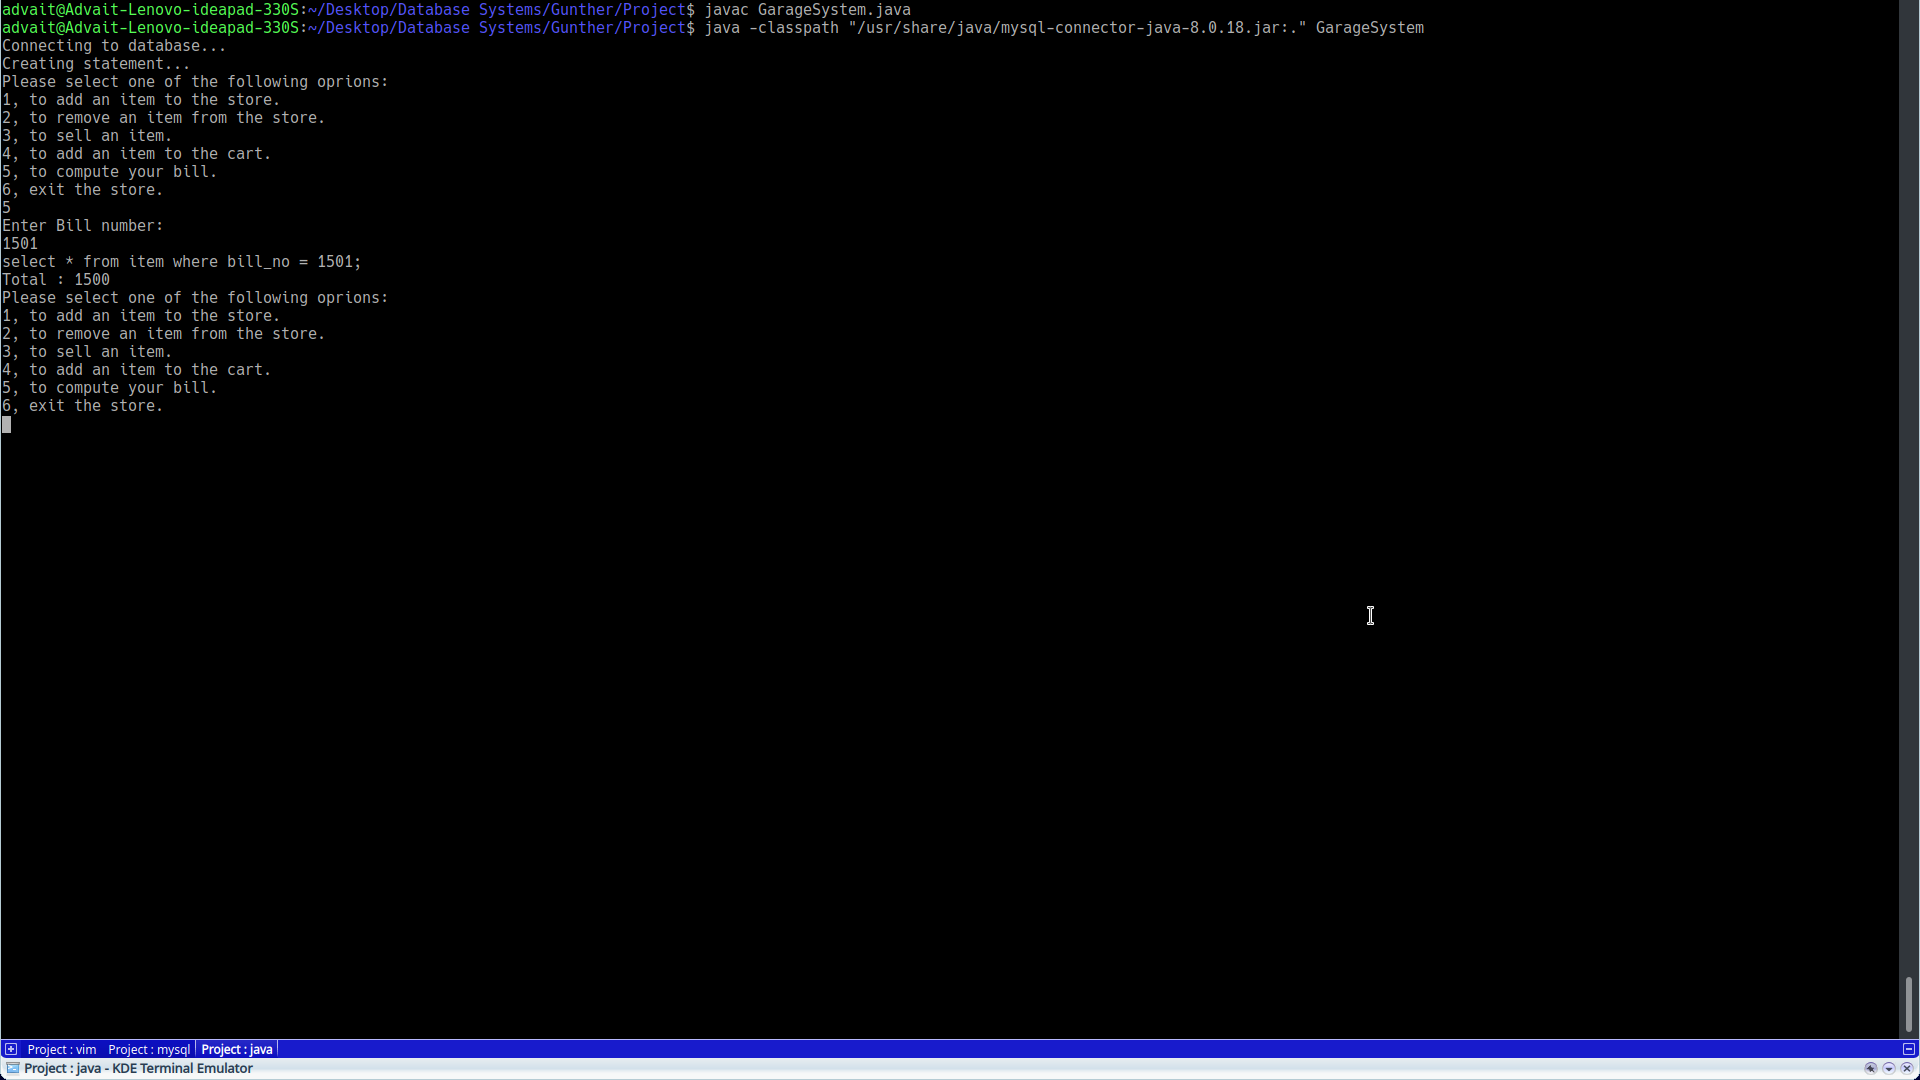 advait@Advait-Lenovo-ideapad-330S:~/Desktop/Database Systems/Gunther/Project$ javac GarageSystem.java
advait@Advait-Lenovo-ideapad-330S:~/Desktop/Database Systems/Gunther/Project$ java -classpath "/usr/share/java/mysql-connector-java-8.0.18.jar:." GarageSystem
Connecting to database...
Creating statement...
Please select one of the following oprions:
1, to add an item to the store.
2, to remove an item from the store.
3, to sell an item.
4, to add an item to the cart.
5, to compute your bill.
6, exit the store.
5
Enter Bill number:
1501
select * from item where bill_no = 1501;
Total : 1500
Please select one of the following oprions:
1, to add an item to the store.
2, to remove an item from the store.
3, to sell an item.
4, to add an item to the cart.
5, to compute your bill.
6, exit the store.
Project : vim Project : mysql Project : java
Project : java - KDE Terminal Emulator